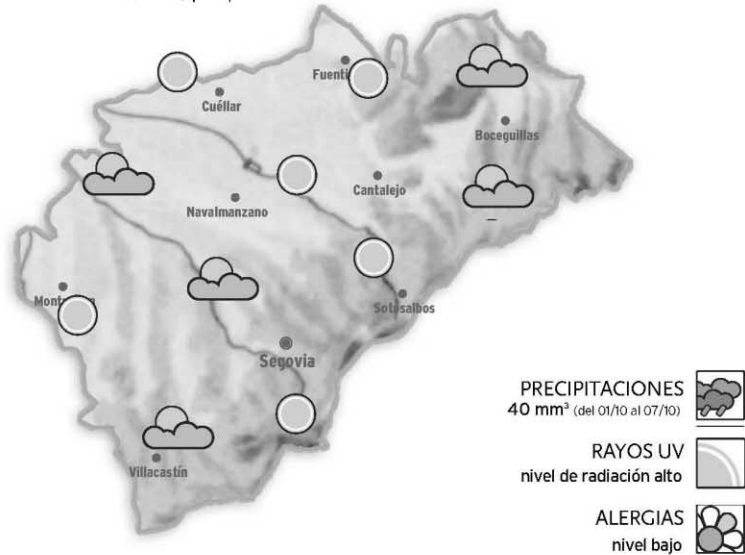 Cuéllar
Boceguillas
Cantalejo
Navalmanzano
Sotosalbos
Segovia
Villacastín
PRECIPITACIONES
40 mm³ (del 01/10 al 07/10)
RAYOS UV
nivel de radiación alto
ALERGIAS
nivel bajo